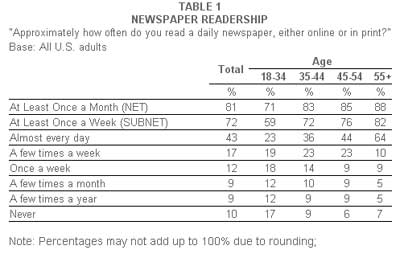 TABLE 1
NEWSPAPER READERSHIP
"Approximately how often do you read a daily newspaper, either online or in print?"
Base: All U.S. adults
Total Age
18-34 35-44 45-54 55+
% % % % %
At Least Once a Month (NET) 81 71 83 85 88
At Least Once a Week (SUBNET) 72 59 72 76 82
Almost every day 43 23 36 44 64
A few times a week 17 19 23 23 10
Once a week 12 18 14 9 9
A few times a month 9 12 10 9 5
A few times a year 9 12 9 9 5
Never 10 17 9 6 7
Note: Percentages may not add up to 100% due to rounding;